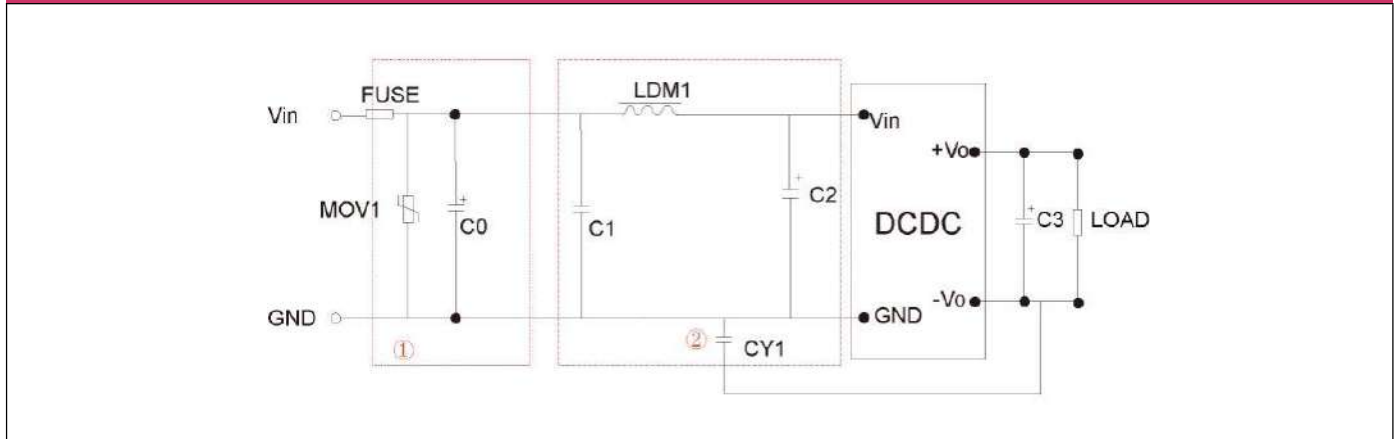 FUSE
LDM1
Vin
Vin
+Vo
MOV1
C0
C1
C2
DCDC
C3
LOAD
GND
-Vo
GND
①
②
CY1